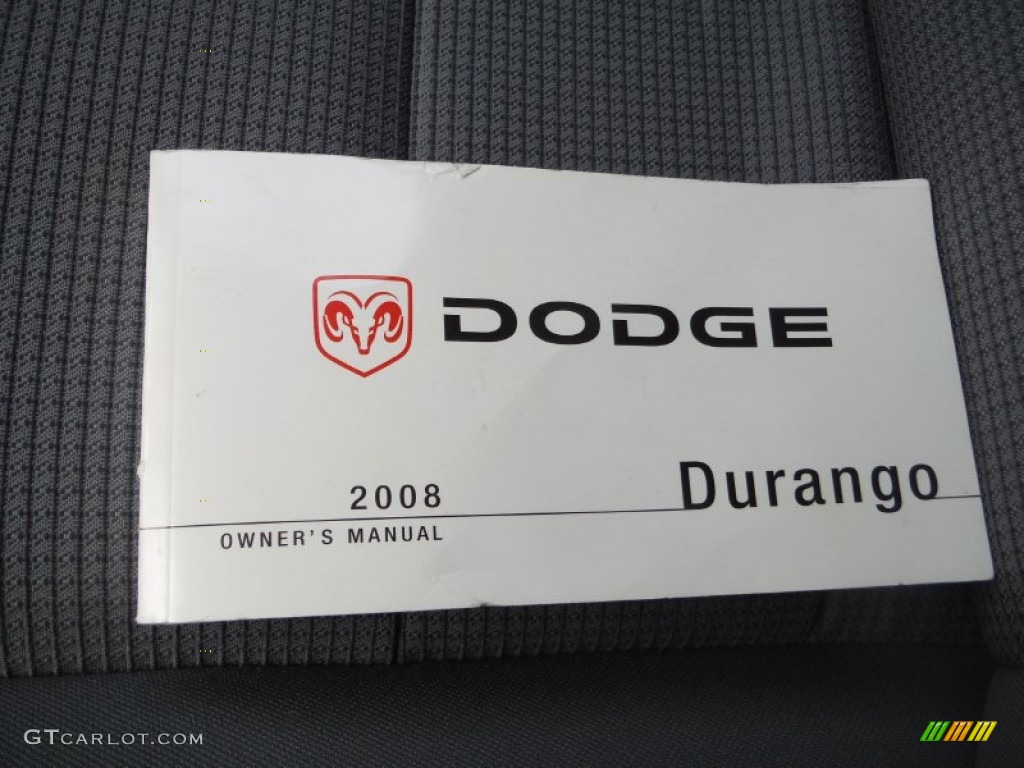 DODGE
2008
Durango
OWNER'S MANUAL
GTCARLOT.COM